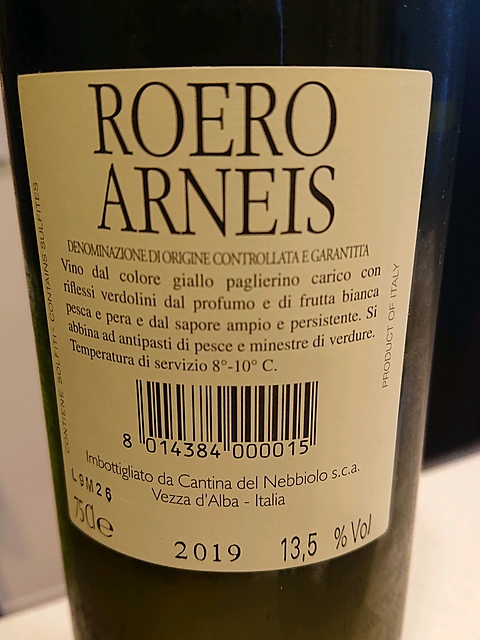 ROERO
ARNEIS
DENOMINAZIONE DI ORIGINE CONTROLLATA E GARANTITA
Vino dal colore giallo paglierino carico con
riflessi verdolini dal profumo e di frutta bianca
pesca e pera e dal sapore ampio e persistente. Si
abbina ad antipasti di pesce e minestre di verdure.
Temperatura di servizio 8°-10° C.
8 014384 000015
Imbottigliato da Cantina del Nebbiolo s.c.a.
Vezza d'Alba - Italia
L9M26
75cl e
2019 13,5 % Vol
CONTIENE SOLFITI - CONTAINS SULFITES
PRODUCT OF ITALY